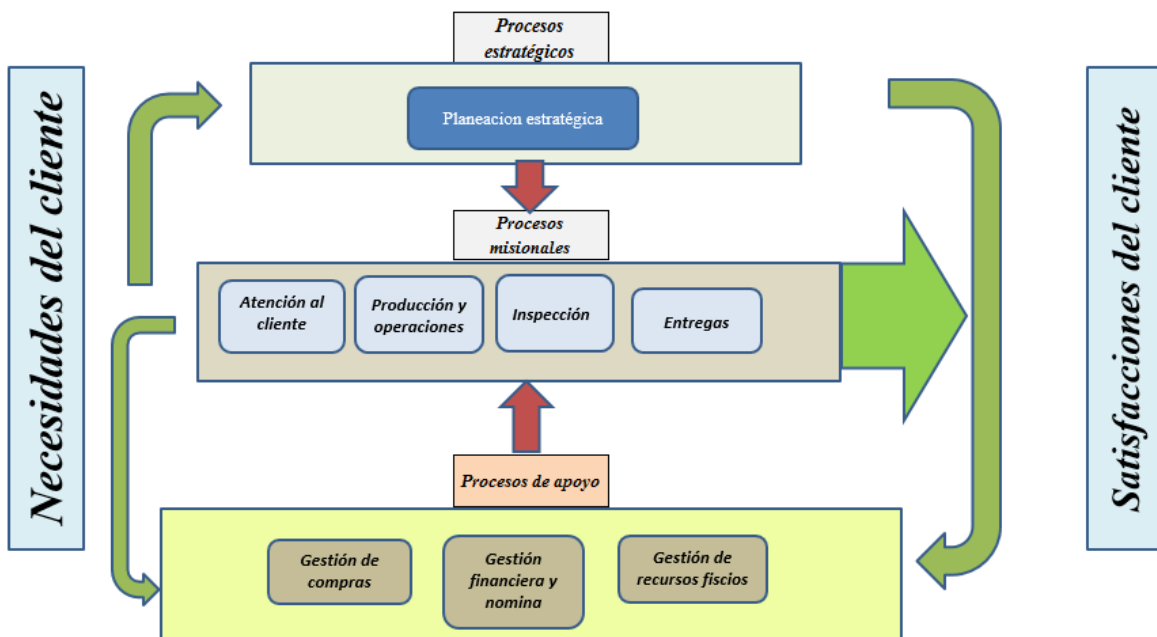 Necesidades del cliente
Procesos
estratégicos
Planeacion estratégica
Procesos
misionales
Atención al
cliente
Producción y
operaciones
Inspección
Entregas
Procesos de apoyo
Gestión de
compras
Gestión
financiera y
nomina
Gestión de
recursos fiscios
Satisfacciones del cliente